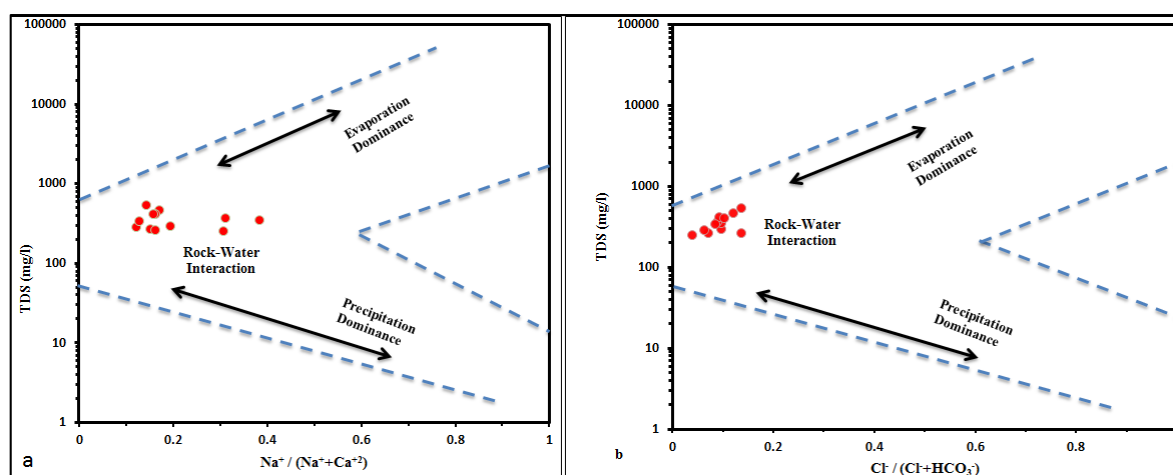 100000
10000
1000
100
10
1
TDS (mg/l)
0
0.2
0.4
0.6
0.8
1
Na⁺ / (Na⁺+Ca⁺²)
Evaporation
Dominance
Rock-Water
Interaction
Precipitation
Dominance
a
100000
10000
1000
100
10
1
TDS (mg/l)
0
0.2
0.4
0.6
0.8
Cl⁻ / (Cl⁻+HCO₃⁻)
Evaporation
Dominance
Rock-Water
Interaction
Precipitation
Dominance
b